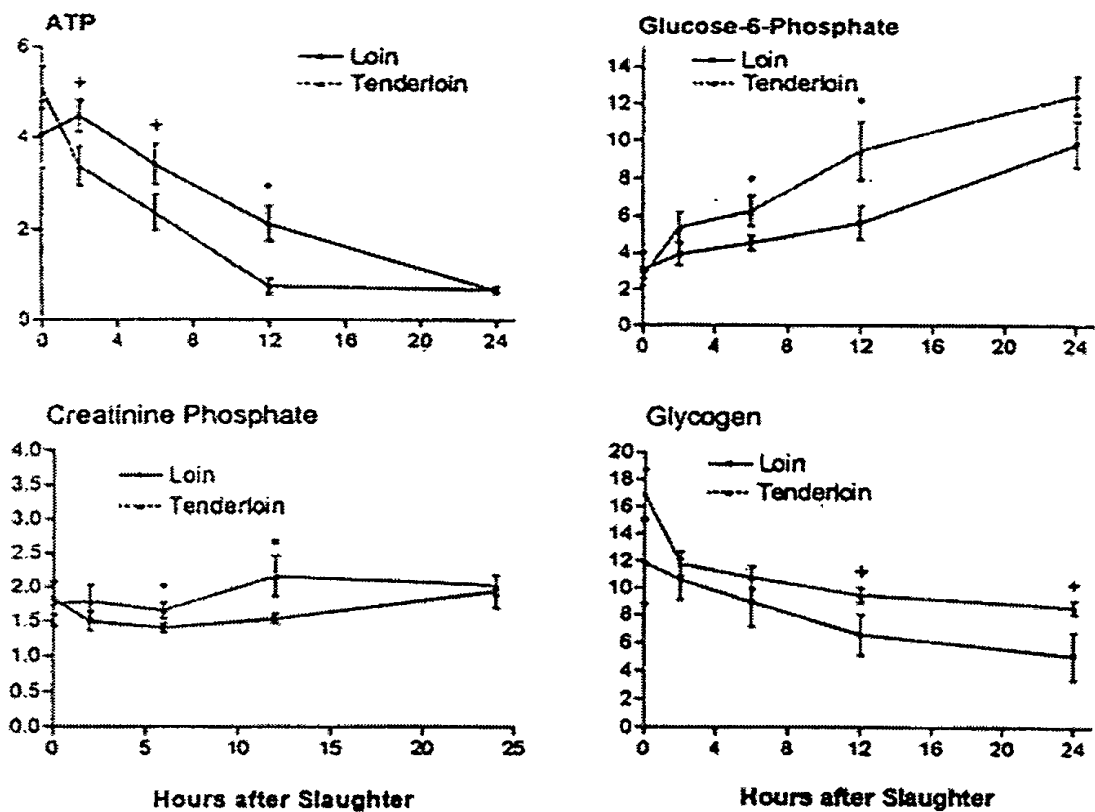 ATP
Loin
Tenderloin
6
4
2
0
0 4 8 12 16 20 24
Glucose-6-Phosphate
Loin
Tenderloin
14
12
10
8
6
4
2
0
0 4 8 12 16 20 24
Creatinine Phosphate
Loin
Tenderloin
4.0
3.5
3.0
2.5
2.0
1.5
1.0
0.5
0.0
0 5 10 15 20 25
Hours after Slaughter
Glycogen
Loin
Tenderloin
20
18
16
14
12
10
8
6
4
2
0
0 4 8 12 16 20 24
Hours after Slaughter